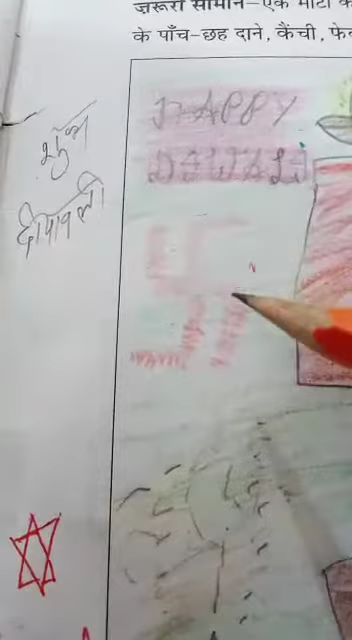 ज़रूरी सामान–एक मोटा
के पाँच-छह दाने, कैंची,
HAPPY
DIWALI
शुभ
दीपावली